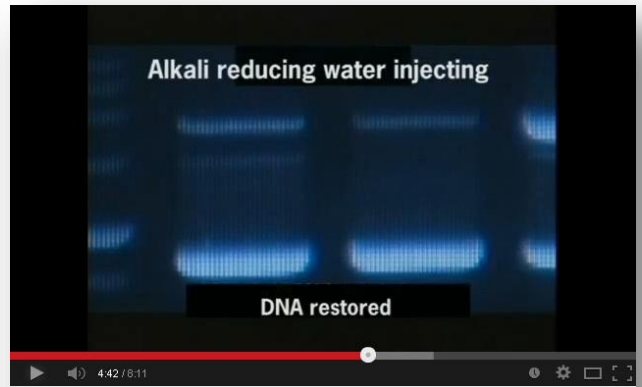 Alkali reducing water injecting
DNA restored
4:42 / 8:11